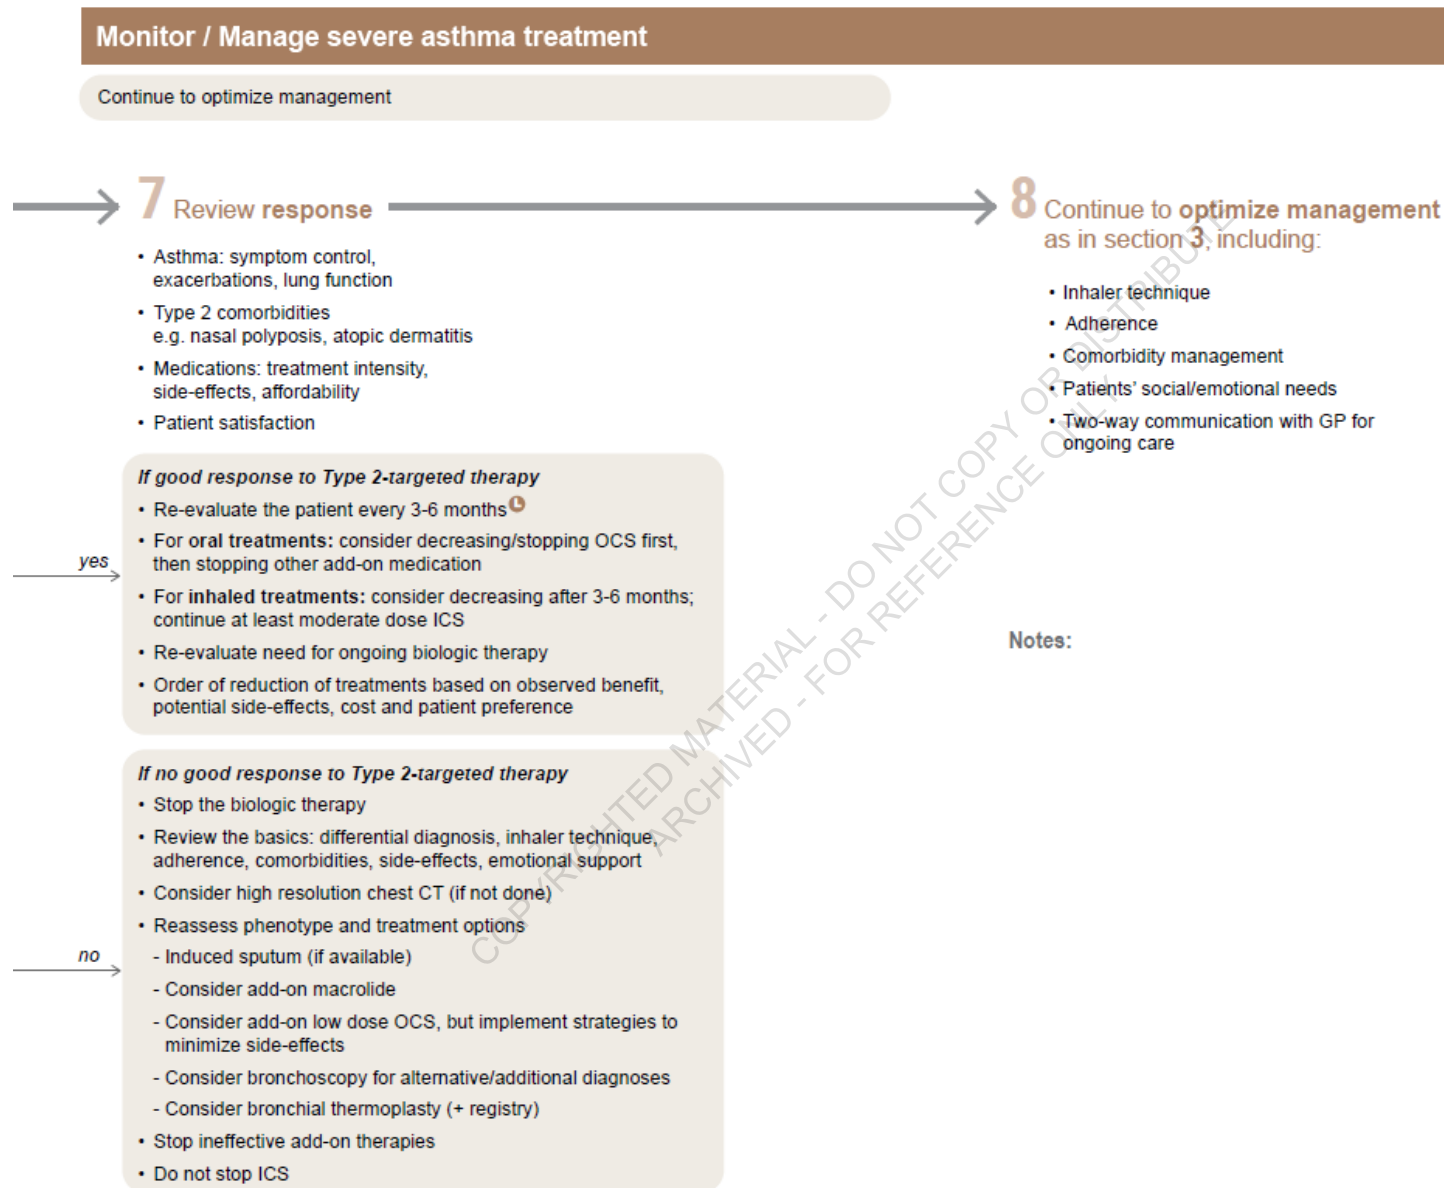 Monitor / Manage severe asthma treatment
Continue to optimize management
7 Review response
• Asthma: symptom control,
exacerbations, lung function
• Type 2 comorbidities
e.g. nasal polyposis, atopic dermatitis
• Medications: treatment intensity,
side-effects, affordability
• Patient satisfaction
yes
If good response to Type 2-targeted therapy
• Re-evaluate the patient every 3-6 months
• For oral treatments: consider decreasing/stopping OCS first,
then stopping other add-on medication
• For inhaled treatments: consider decreasing after 3-6 months;
continue at least moderate dose ICS
• Re-evaluate need for ongoing biologic therapy
• Order of reduction of treatments based on observed benefit,
potential side-effects, cost and patient preference
no
If no good response to Type 2-targeted therapy
• Stop the biologic therapy
• Review the basics: differential diagnosis, inhaler technique,
adherence, comorbidities, side-effects, emotional support
• Consider high resolution chest CT (if not done)
• Reassess phenotype and treatment options
- Induced sputum (if available)
- Consider add-on macrolide
- Consider add-on low dose OCS, but implement strategies to
minimize side-effects
- Consider bronchoscopy for alternative/additional diagnoses
- Consider bronchial thermoplasty (+ registry)
• Stop ineffective add-on therapies
• Do not stop ICS
8 Continue to optimize management
as in section 3, including:
• Inhaler technique
• Adherence
• Comorbidity management
• Patients' social/emotional needs
• Two-way communication with GP for
ongoing care
Notes:
COPYRIGHTED MATERIAL - DO NOT COPY OR DISTRIBUTE
ARCHIVED - FOR REFERENCE ONLY